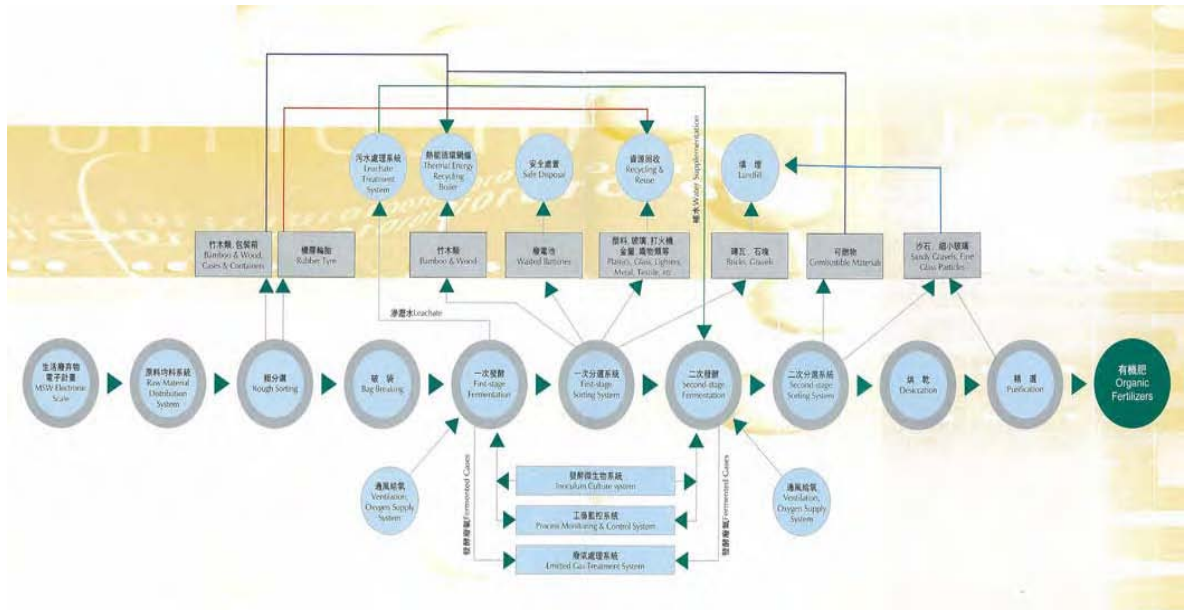 污水處理系統
Leachate
Treatment
System
熱能循環鍋爐
Thermal Energy
Recycling
Boiler
安全處置
Safe Disposal
資源回收
Recycling
& Reuse
填 埋
Landfill
補水Water Supplementation
竹木類、包裝箱
Bamboo & Wood,
Cases & Containers
橡膠輪胎
Rubber Tyre
竹木類
Bamboo & Wood
廢電池
Wasted Batteries
塑料、玻璃、打火機
金屬、織物類等
Plastics, Glass, Lighters,
Metal, Textile, etc
磚瓦、石塊
Rocks, Gravels
可燃物
Combustible Materials
沙石、細小玻璃
Sandy Gravels, Fine
Glass Particles
滲瀝水Leachate
生活廢弃物
電子計量
MSW Electronic
Scale
原料均料系統
Raw Material
Distribution
System
粗分選
Rough Sorting
破 袋
Bag Breaking
一次發酵
First-stage
Fermentation
一次分選系統
First-stage
Sorting System
二次發酵
Second-stage
Fermentation
二次分選系統
Second-stage
Sorting System
烘 乾
Desiccation
精 選
Purification
有機肥
Organic
Fertilizers
通風給氧
Ventilation,
Oxygen Supply
System
發酵廢氣Fermented Gases
發酵微生物系統
Inoculum Culture system
工藝監控系統
Process Monitoring & Control System
廢氣處理系統
Emitted Gas Treatment System
發酵廢氣Fermented Gases
通風給氧
Ventilation,
Oxygen Supply
System